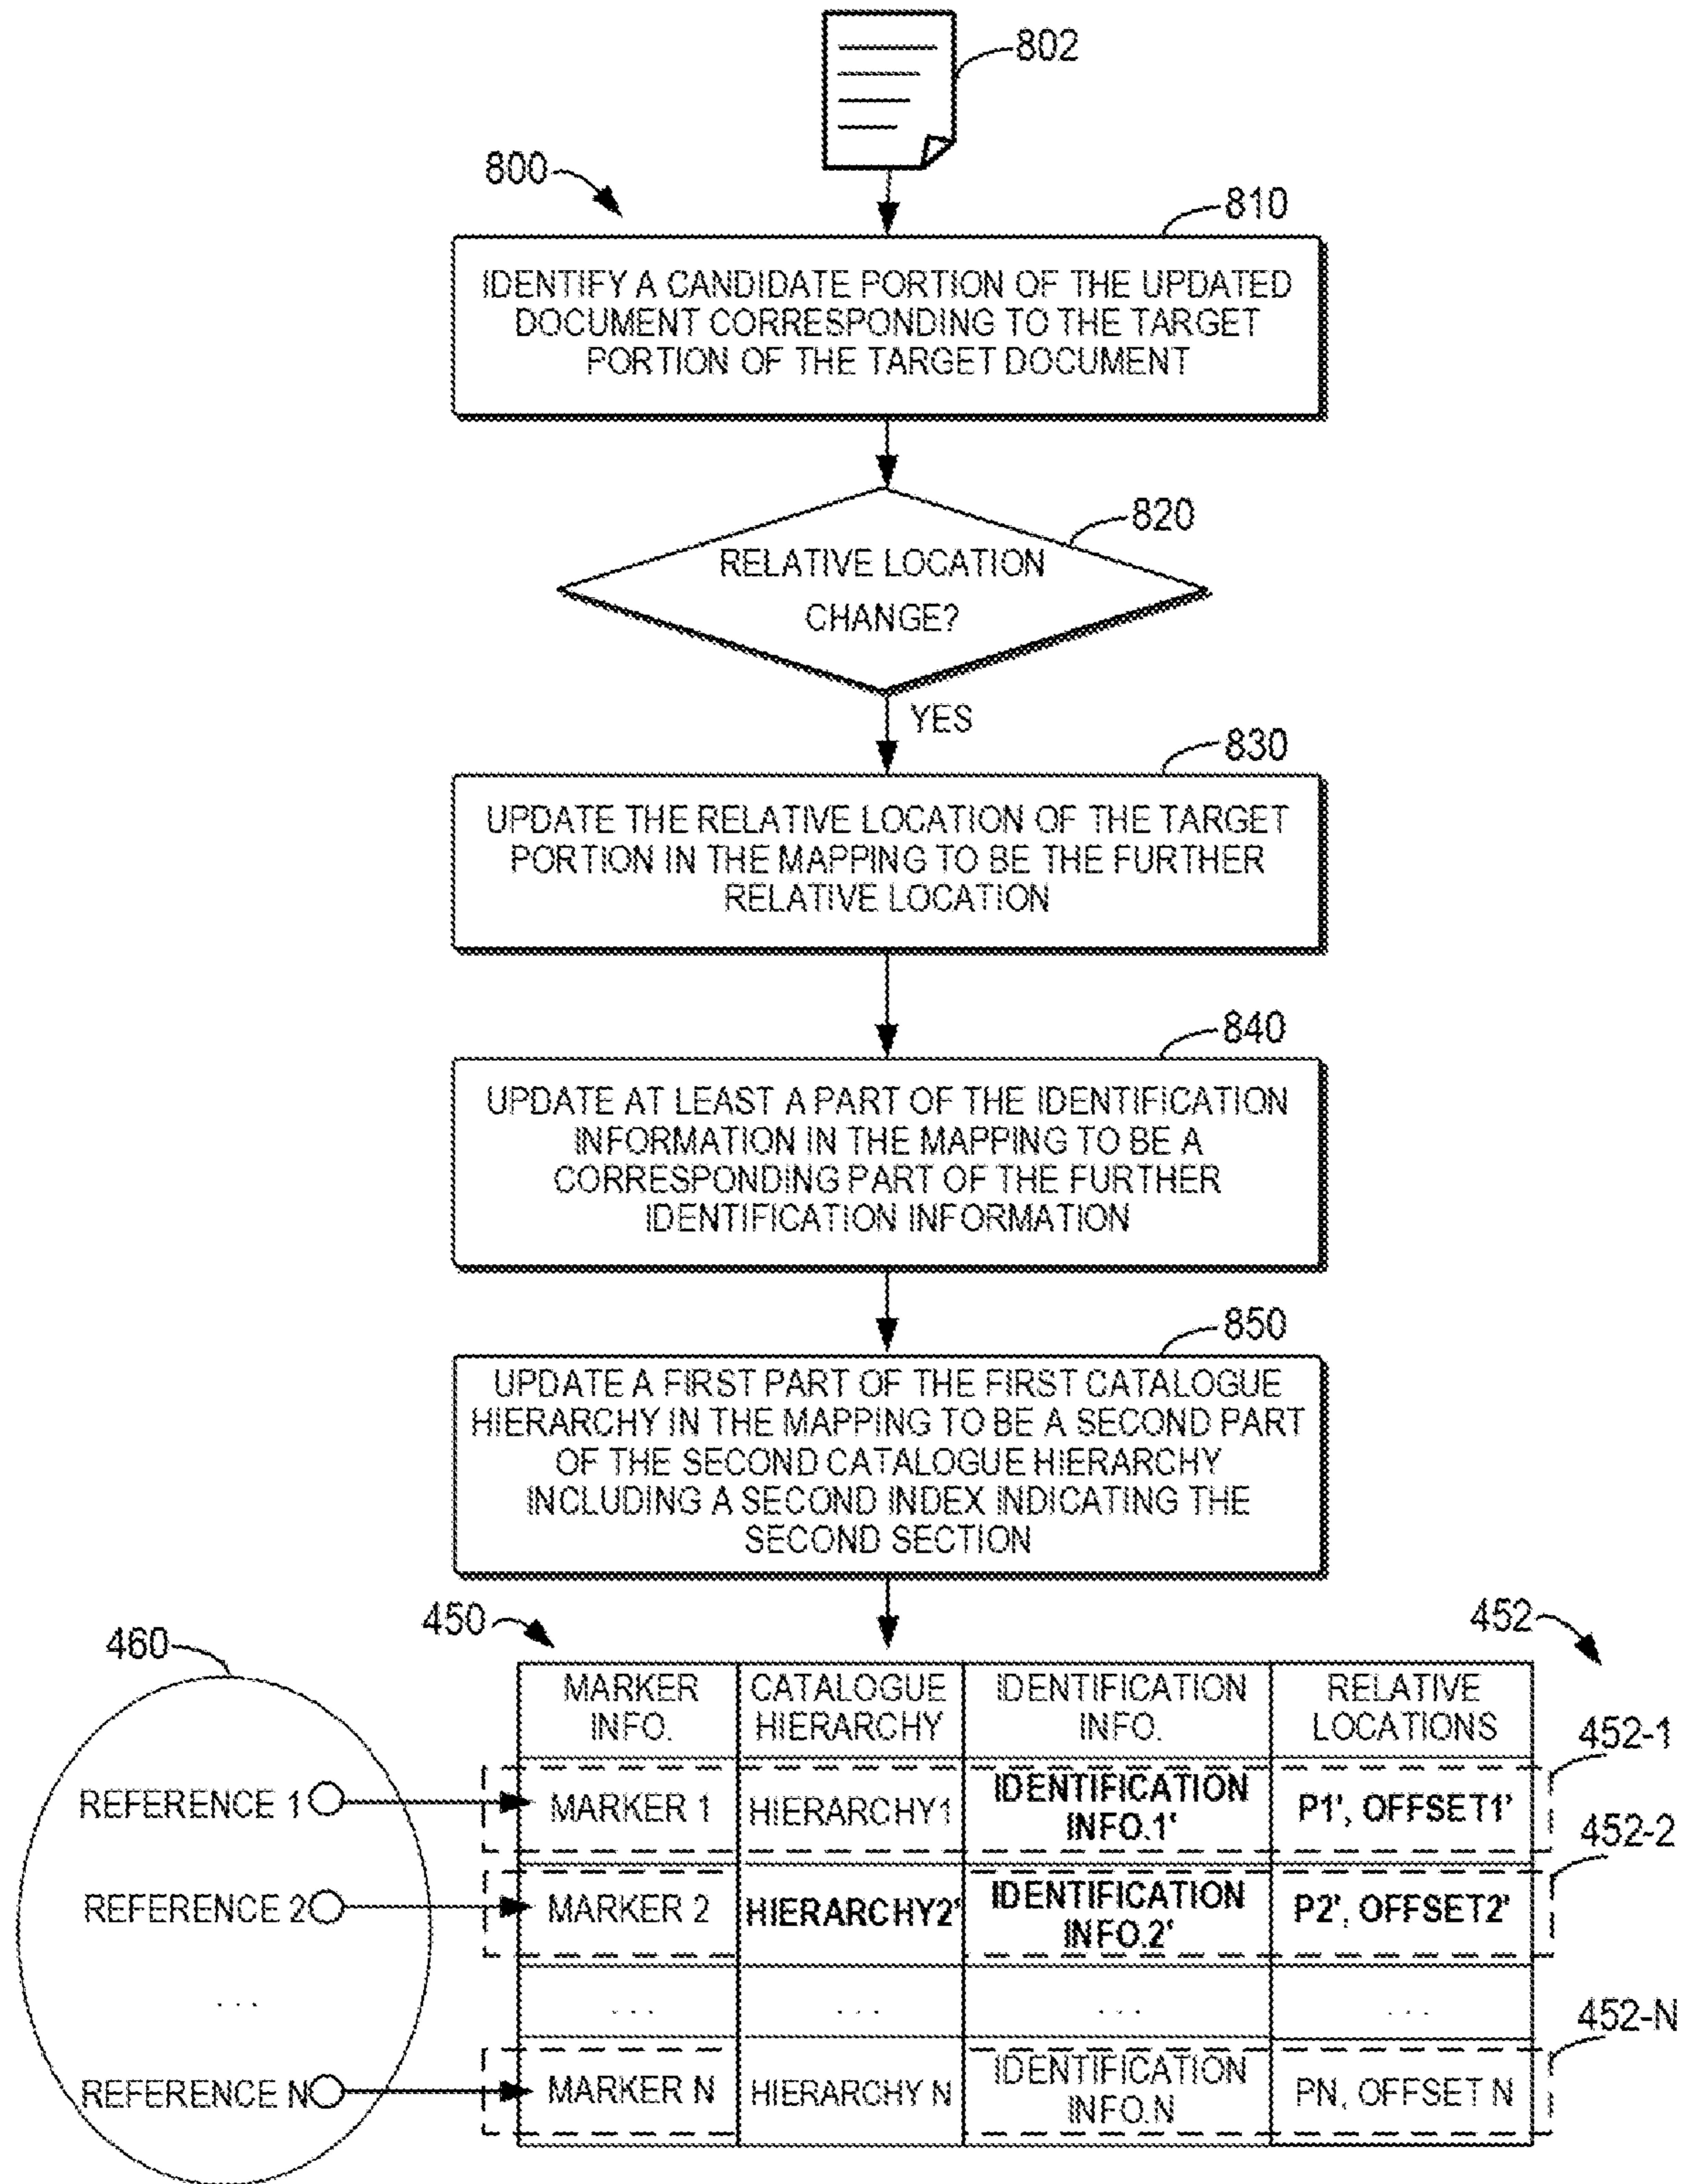 802
800
810
IDENTIFY A CANDIDATE PORTION OF THE UPDATED
DOCUMENT CORRESPONDING TO THE TARGET
PORTION OF THE TARGET DOCUMENT
820
RELATIVE LOCATION
CHANGE?
YES
830
UPDATE THE RELATIVE LOCATION OF THE TARGET
PORTION IN THE MAPPING TO BE THE FURTHER
RELATIVE LOCATION
840
UPDATE AT LEAST A PART OF THE IDENTIFICATION
INFORMATION IN THE MAPPING TO BE A
CORRESPONDING PART OF THE FURTHER
IDENTIFICATION INFORMATION
850
UPDATE A FIRST PART OF THE FIRST CATALOGUE
HIERARCHY IN THE MAPPING TO BE A SECOND PART
OF THE SECOND CATALOGUE HIERARCHY
INCLUDING A SECOND INDEX INDICATING THE
SECOND SECTION
460
450
452
MARKER
INFO.
CATALOGUE
HIERARCHY
IDENTIFICATION
INFO.
RELATIVE
LOCATIONS
452-1
REFERENCE 1
MARKER 1
HIERARCHY1
IDENTIFICATION
INFO.1'
P1', OFFSET1'
452-2
REFERENCE 2
MARKER 2
HIERARCHY2'
IDENTIFICATION
INFO.2'
P2', OFFSET2'
... ... ... ... ...
452-N
REFERENCE N
MARKER N
HIERARCHY N
IDENTIFICATION
INFO.N
PN, OFFSET N